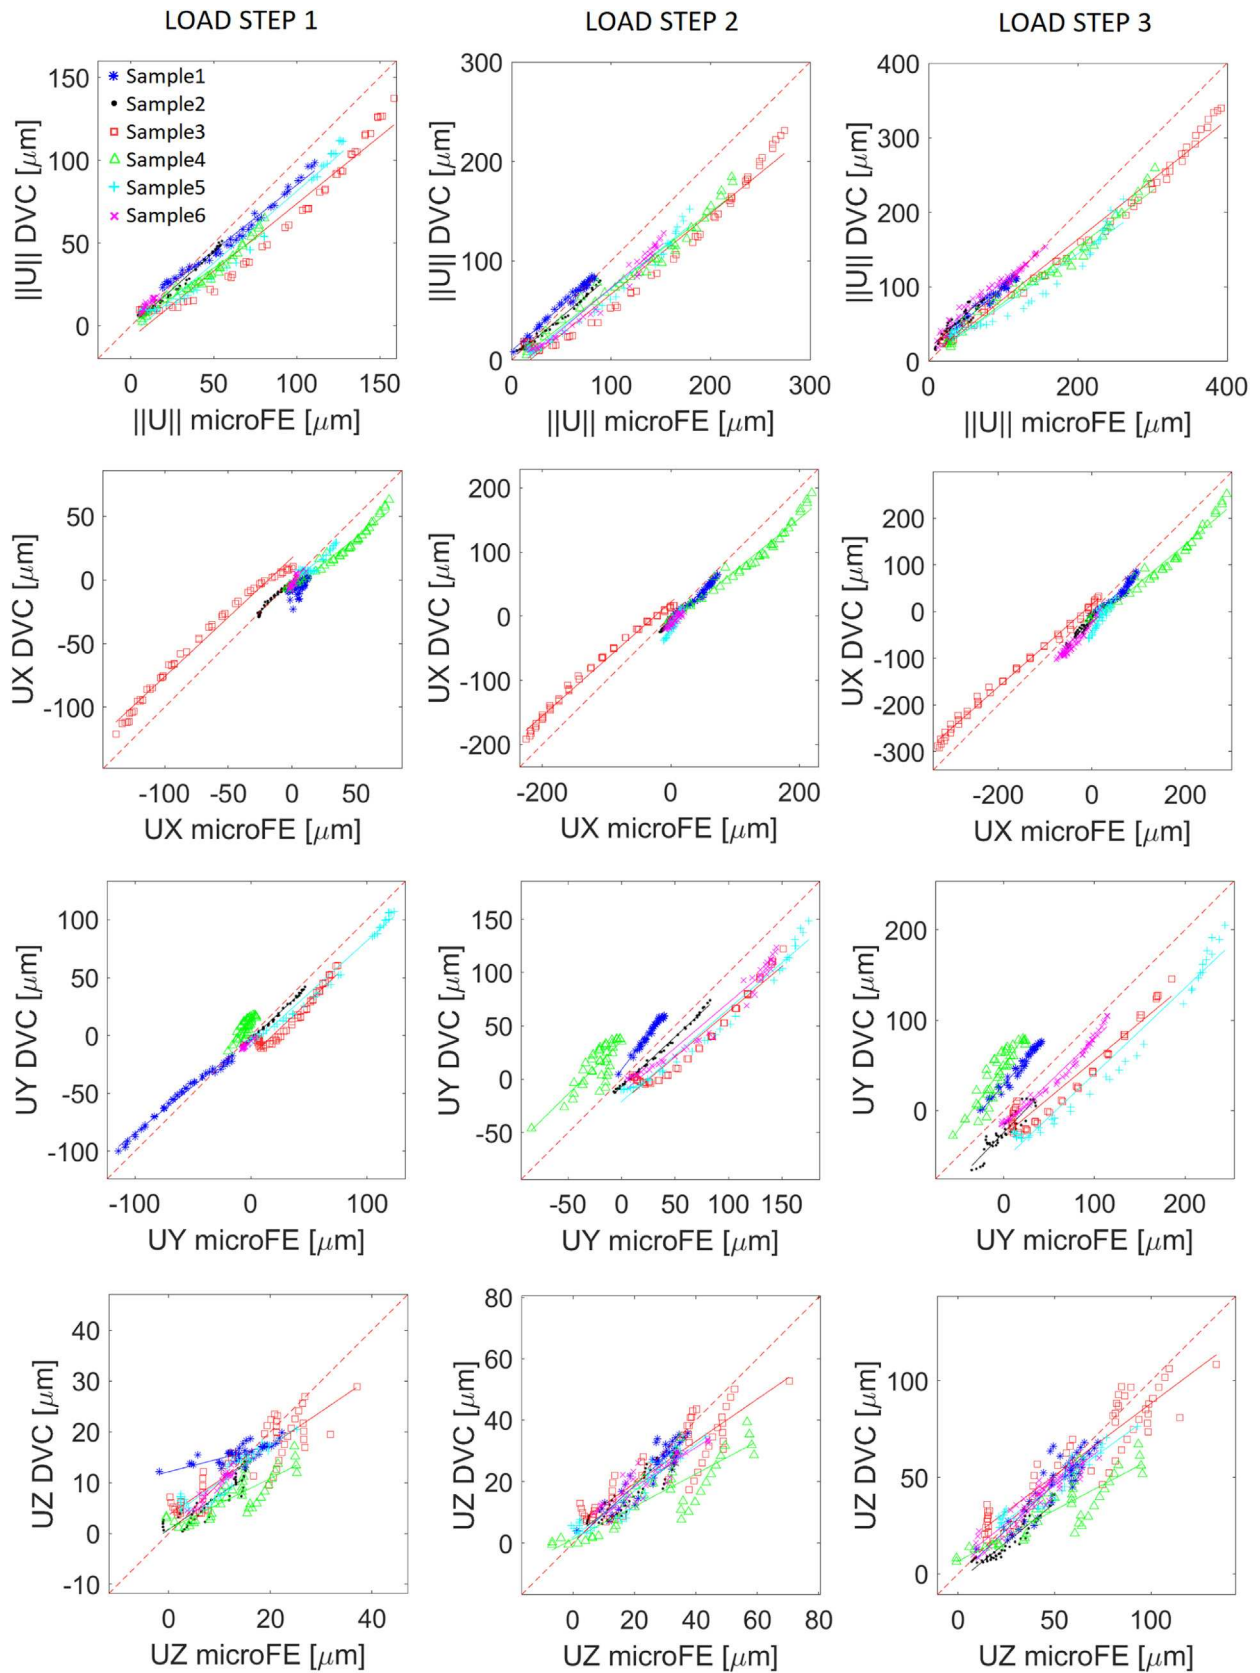 LOAD STEP 1
LOAD STEP 2
LOAD STEP 3
Sample1
Sample2
Sample3
Sample4
Sample5
Sample6
||U|| DVC [μm]
150
100
50
0
0 50 100 150
||U|| microFE [μm]
||U|| DVC [μm]
300
200
100
0
0 100 200 300
||U|| microFE [μm]
||U|| DVC [μm]
400
300
200
100
0
0 200 400
||U|| microFE [μm]
UX DVC [μm]
50
0
-50
-100
-100 -50 0 50
UX microFE [μm]
UX DVC [μm]
200
100
0
-100
-200
-200 0 200
UX microFE [μm]
UX DVC [μm]
200
100
0
-100
-200
-300
-200 0 200
UX microFE [μm]
UY DVC [μm]
100
50
0
-50
-100
-100 0 100
UY microFE [μm]
UY DVC [μm]
150
100
50
0
-50
-50 0 50 100 150
UY microFE [μm]
UY DVC [μm]
200
100
0
0 100 200
UY microFE [μm]
UZ DVC [μm]
40
30
20
10
0
-10
0 20 40
UZ microFE [μm]
UZ DVC [μm]
80
60
40
20
0
0 20 40 60 80
UZ microFE [μm]
UZ DVC [μm]
100
50
0
0 50 100
UZ microFE [μm]